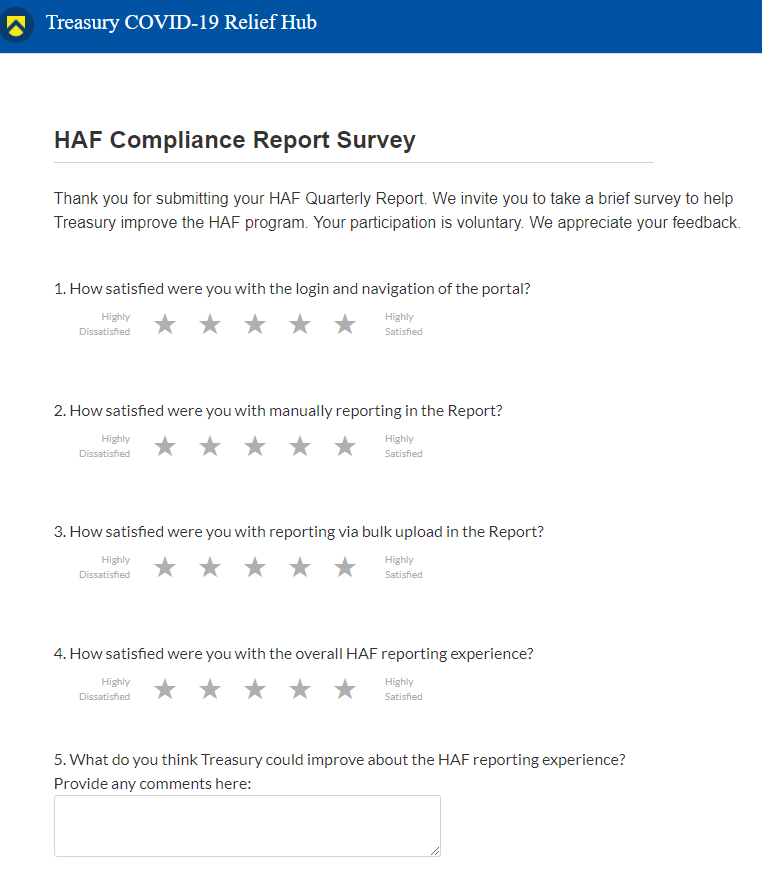 Treasury COVID-19 Relief Hub
HAF Compliance Report Survey
Thank you for submitting your HAF Quarterly Report. We invite you to take a brief survey to help
Treasury improve the HAF program. Your participation is voluntary. We appreciate your feedback.
1. How satisfied were you with the login and navigation of the portal?
Highly
Dissatisfied
Highly
Satisfied
2. How satisfied were you with manually reporting in the Report?
Highly
Dissatisfied
Highly
Satisfied
3. How satisfied were you with reporting via bulk upload in the Report?
Highly
Dissatisfied
Highly
Satisfied
4. How satisfied were you with the overall HAF reporting experience?
Highly
Dissatisfied
Highly
Satisfied
5. What do you think Treasury could improve about the HAF reporting experience?
Provide any comments here: